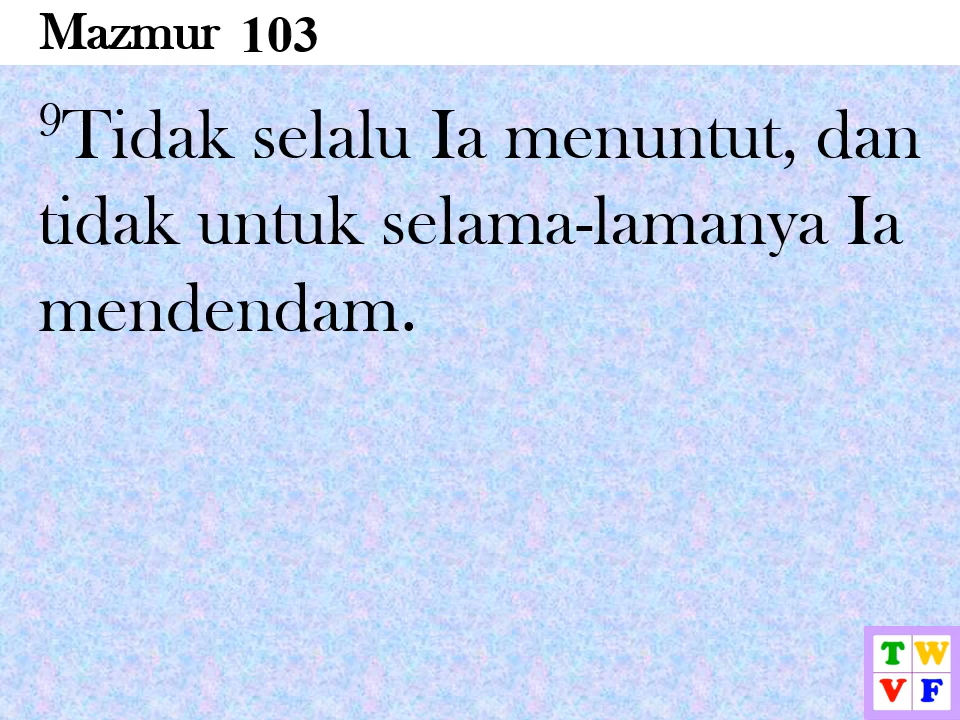 Mazmur 103
9Tidak selalu Ia menuntut, dan
tidak untuk selama-lamanya Ia
mendendam.
T W
V F